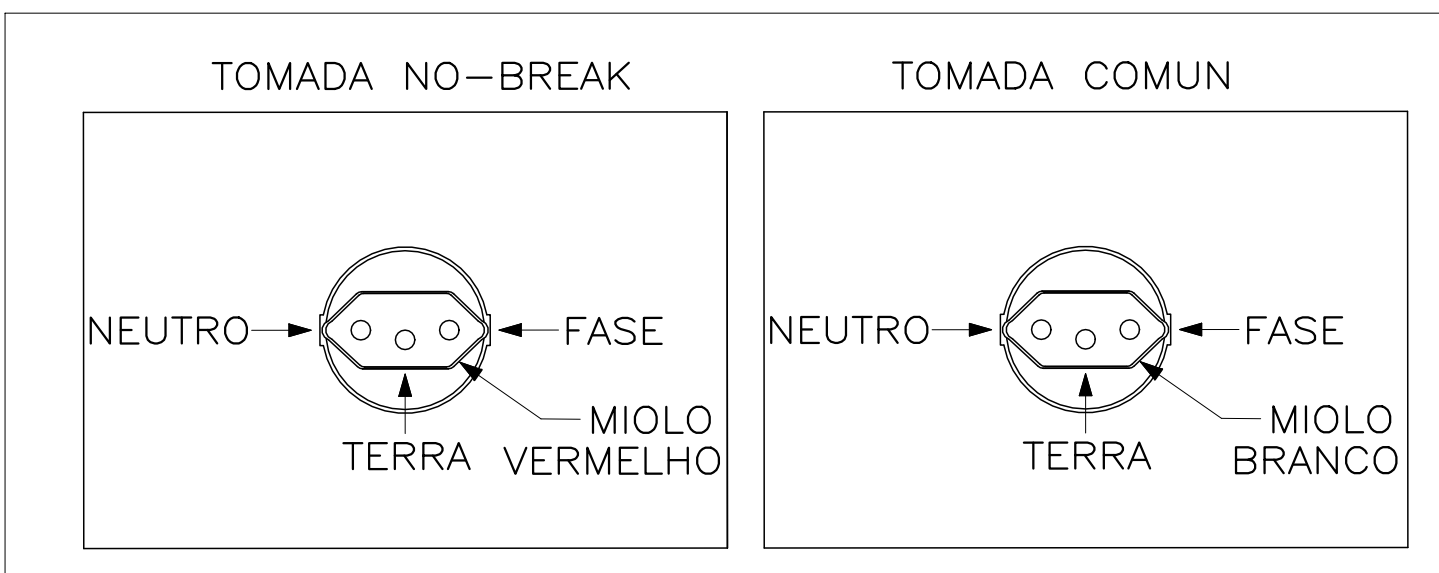 TOMADA NO-BREAK
NEUTRO
FASE
TERRA
MIOLO
VERMELHO
TOMADA COMUN
NEUTRO
FASE
TERRA
MIOLO
BRANCO